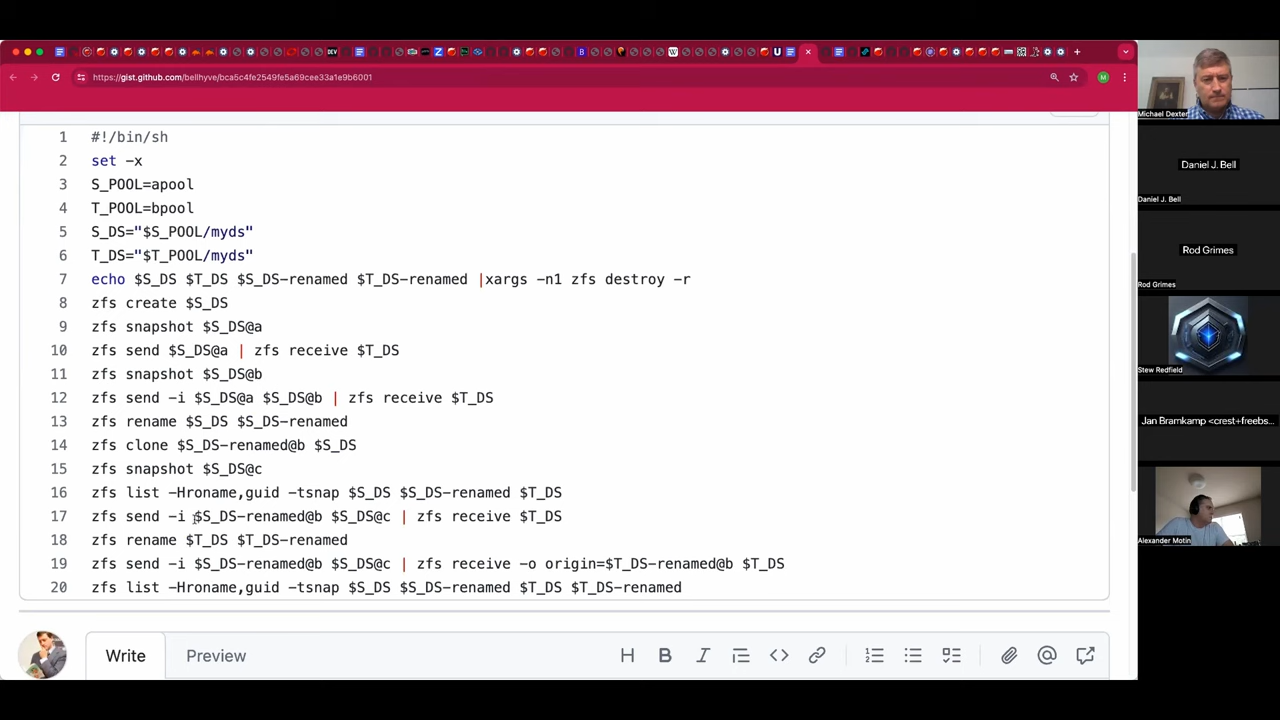 DEV
https://gist.github.com/bellhyve/bca6c4fe2549fe5a69cee33a1e9b6001
1 #!/bin/sh
2 set -x
3 S_POOL=apool
4 T_POOL=bpool
5 S_DS="$S_POOL/myds"
6 T_DS="$T_POOL/myds"
7 echo $S_DS $T_DS $S_DS-renamed $T_DS-renamed |xargs -n1 zfs destroy -r
8 zfs create $S_DS
9 zfs snapshot $S_DS@a
10 zfs send $S_DS@a | zfs receive $T_DS
11 zfs snapshot $S_DS@b
12 zfs send -i $S_DS@a $S_DS@b | zfs receive $T_DS
13 zfs rename $S_DS $S_DS-renamed
14 zfs clone $S_DS-renamed@b $S_DS
15 zfs snapshot $S_DS@c
16 zfs list -Hroname,guid -tsnap $S_DS $S_DS-renamed $T_DS
17 zfs send -i $S_DS-renamed@b $S_DS@c | zfs receive $T_DS
18 zfs rename $T_DS $T_DS-renamed
19 zfs send -i $S_DS-renamed@b $S_DS@c | zfs receive -o origin=$T_DS-renamed@b $T_DS
20 zfs list -Hroname,guid -tsnap $S_DS $S_DS-renamed $T_DS $T_DS-renamed
Write Preview
Michael Dexter
Daniel J. Bell
Daniel J. Bell
Rod Grimes
Rod Grimes
Stew Redfield
Jan Bramkamp <crest+freebs...
Alexander Motin